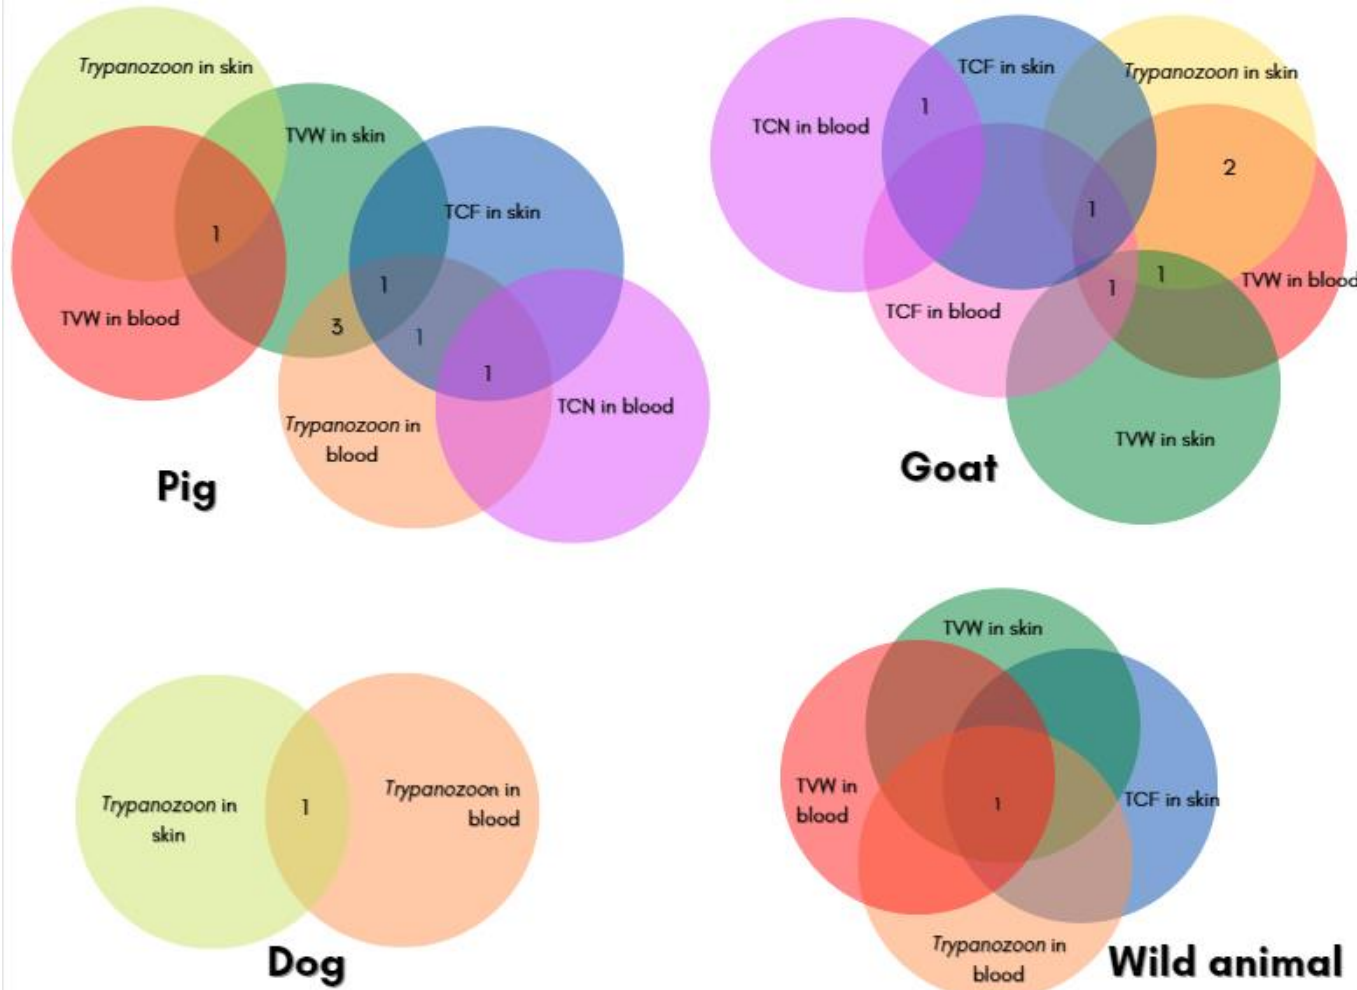 Trypanozoon in skin
TVW in skin
TCF in skin
1
TVW in blood
1
3
1
1
Trypanozoon in
blood
TCN in blood
Pig
TCF in skin
Trypanozoon in skin
1
TCN in blood
2
1
1
1
TVW in blood
TCF in blood
TVW in skin
Goat
Trypanozoon in
skin
1
Trypanozoon in
blood
Dog
TVW in skin
TVW in
blood
1
TCF in skin
Trypanozoon in
blood
Wild animal